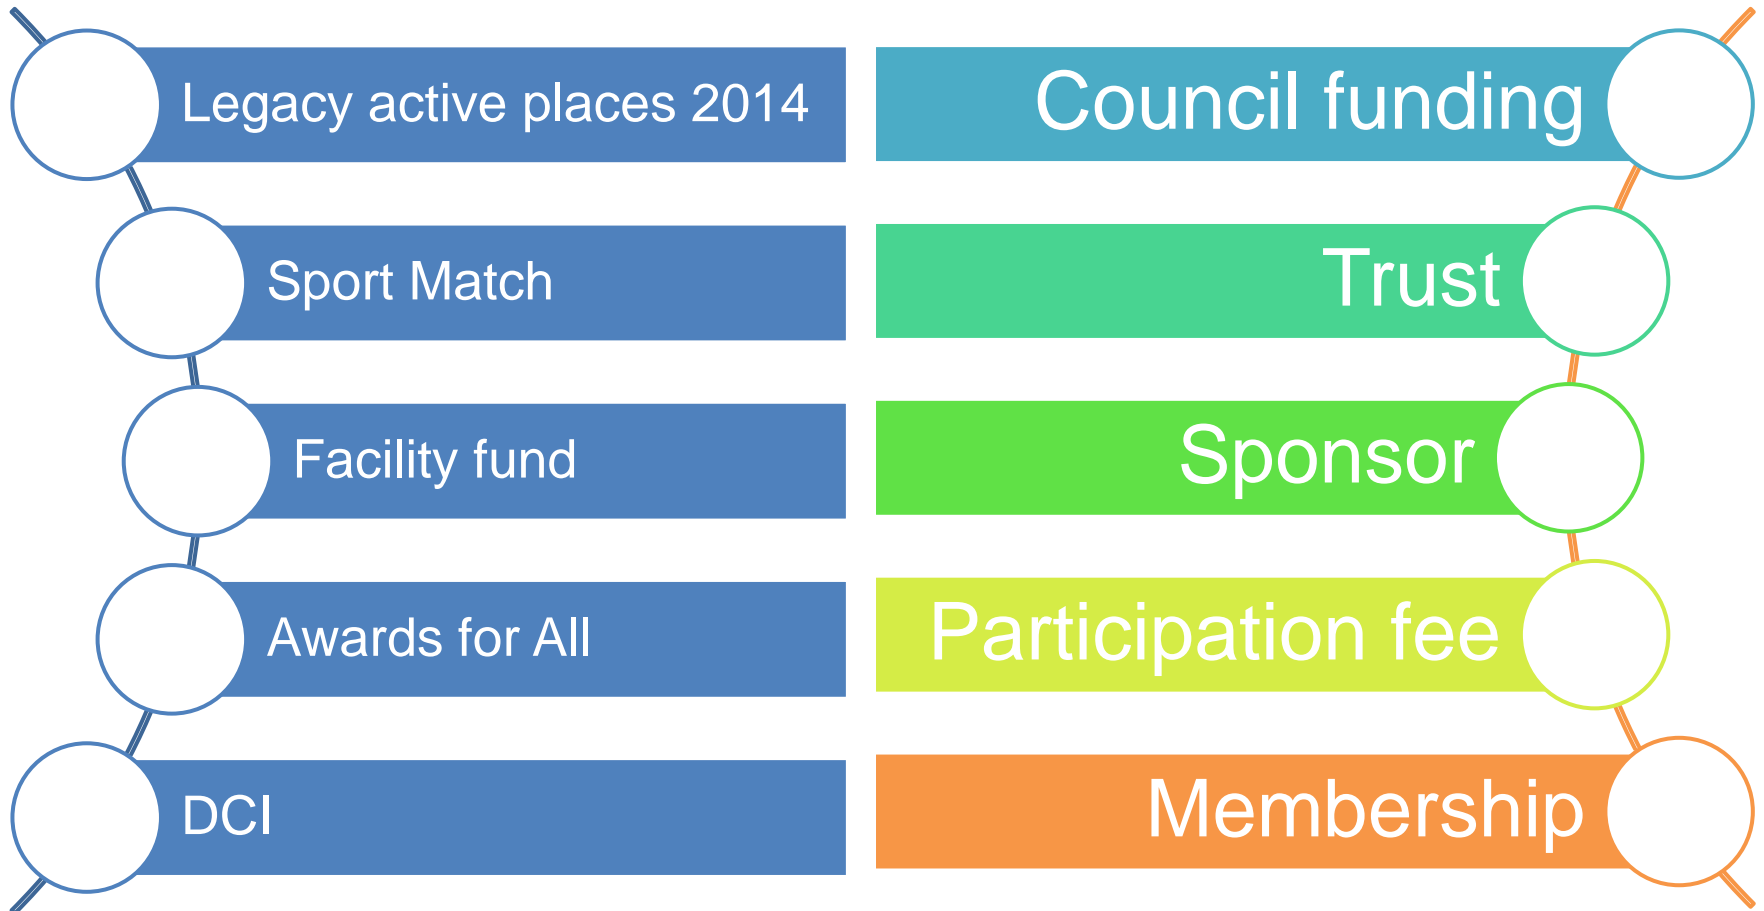 Legacy active places 2014
Sport Match
Facility fund
Awards for All
DCI
Council funding
Trust
Sponsor
Participation fee
Membership